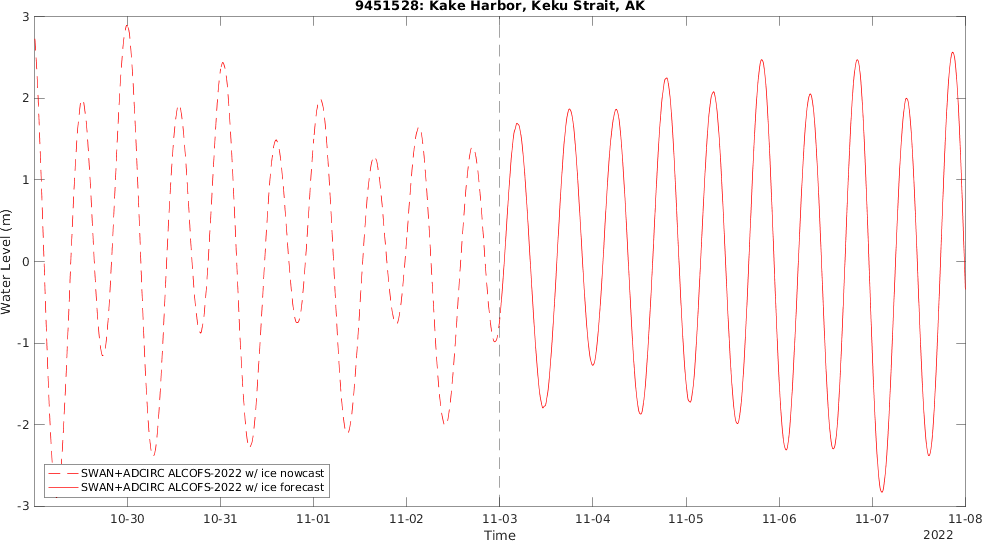 9451528: Kake Harbor, Keku Strait, AK
3
2
1
0
-1
-2
-3
Water Level (m)
SWAN+ADCIRC ALCOFS-2022 w/ ice nowcast
SWAN+ADCIRC ALCOFS-2022 w/ ice forecast
10-30 10-31 11-01 11-02 11-03 11-04 11-05 11-06 11-07 11-08
Time
2022